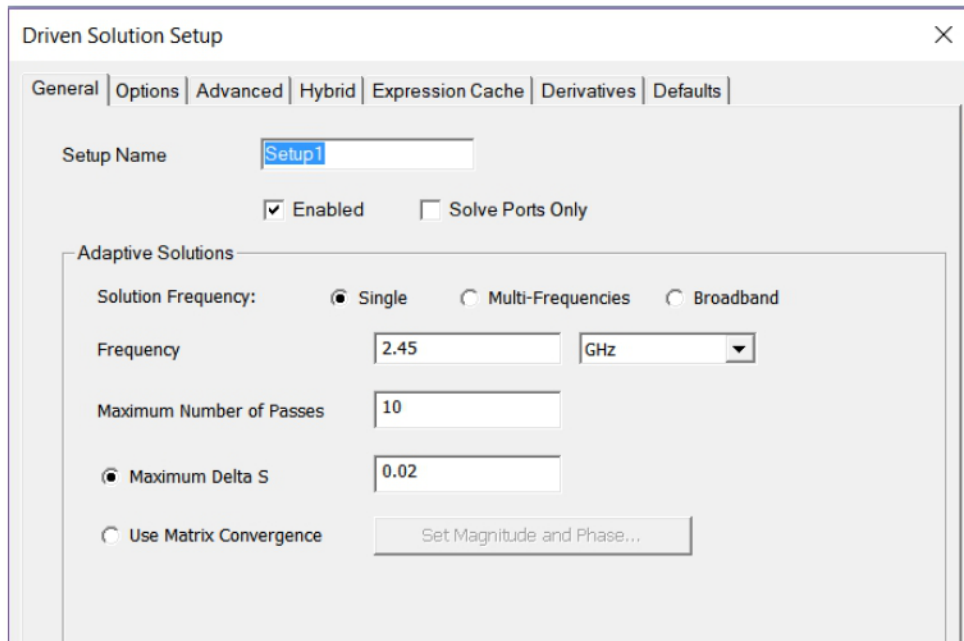 Driven Solution Setup
General Options Advanced Hybrid Expression Cache Derivatives Defaults
Setup Name Setup1
Enabled Solve Ports Only
Adaptive Solutions
Solution Frequency: Single Multi-Frequencies Broadband
Frequency 2.45 GHz
Maximum Number of Passes 10
Maximum Delta S 0.02
Use Matrix Convergence Set Magnitude and Phase...